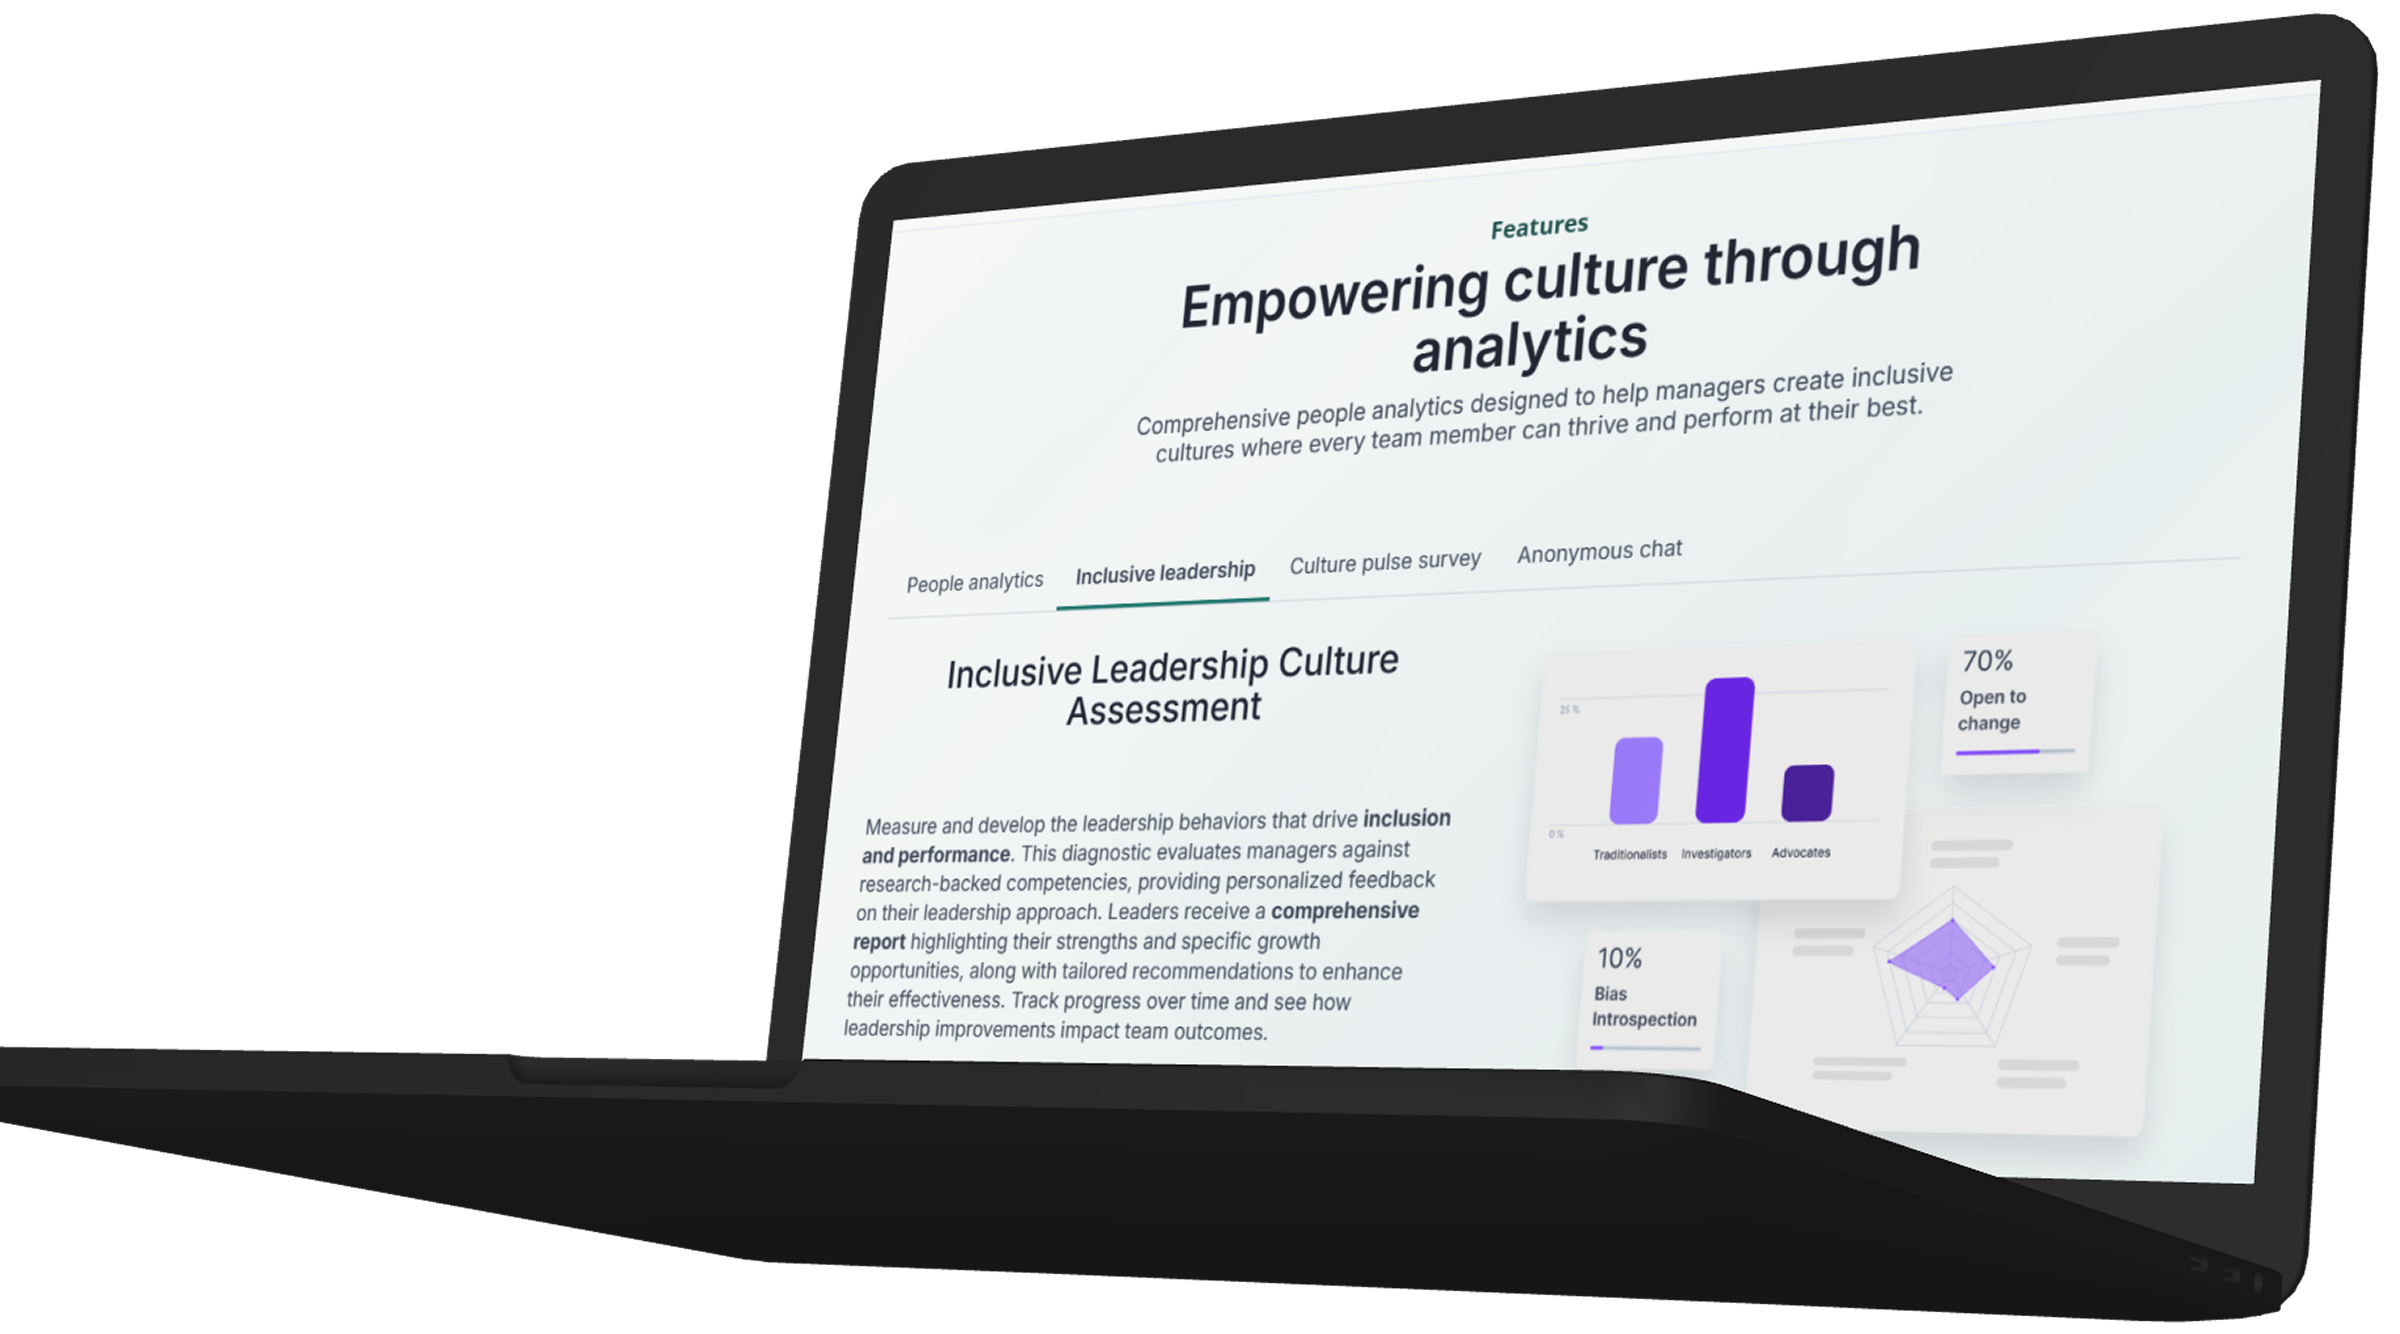 Features
Empowering culture through
analytics
Comprehensive people analytics designed to help managers create inclusive
cultures where every team member can thrive and perform at their best.
People analytics Inclusive leadership Culture pulse survey Anonymous chat
Inclusive Leadership Culture
Assessment
Measure and develop the leadership behaviors that drive inclusion
and performance. This diagnostic evaluates managers against
research-backed competencies, providing personalized feedback
on their leadership approach. Leaders receive a comprehensive
report highlighting their strengths and specific growth
opportunities, along with tailored recommendations to enhance
their effectiveness. Track progress over time and see how
leadership improvements impact team outcomes.
25 %
0 %
Traditionalists Investigators Advocates
70%
Open to
change
10%
Bias
Introspection